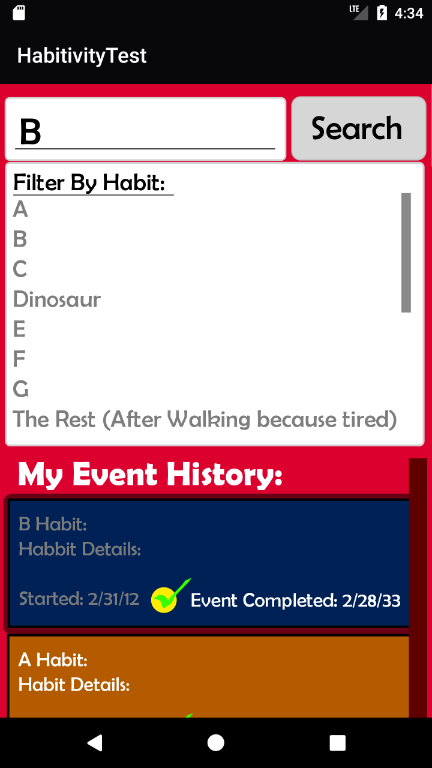 LTE 4:34
HabitivityTest
B
Search
Filter By Habit:
A
B
C
Dinosaur
E
F
G
The Rest (After Walking because tired)
My Event History:
B Habit:
Habbit Details:
Started: 2/31/12 Event Completed: 2/28/33
A Habit:
Habit Details: